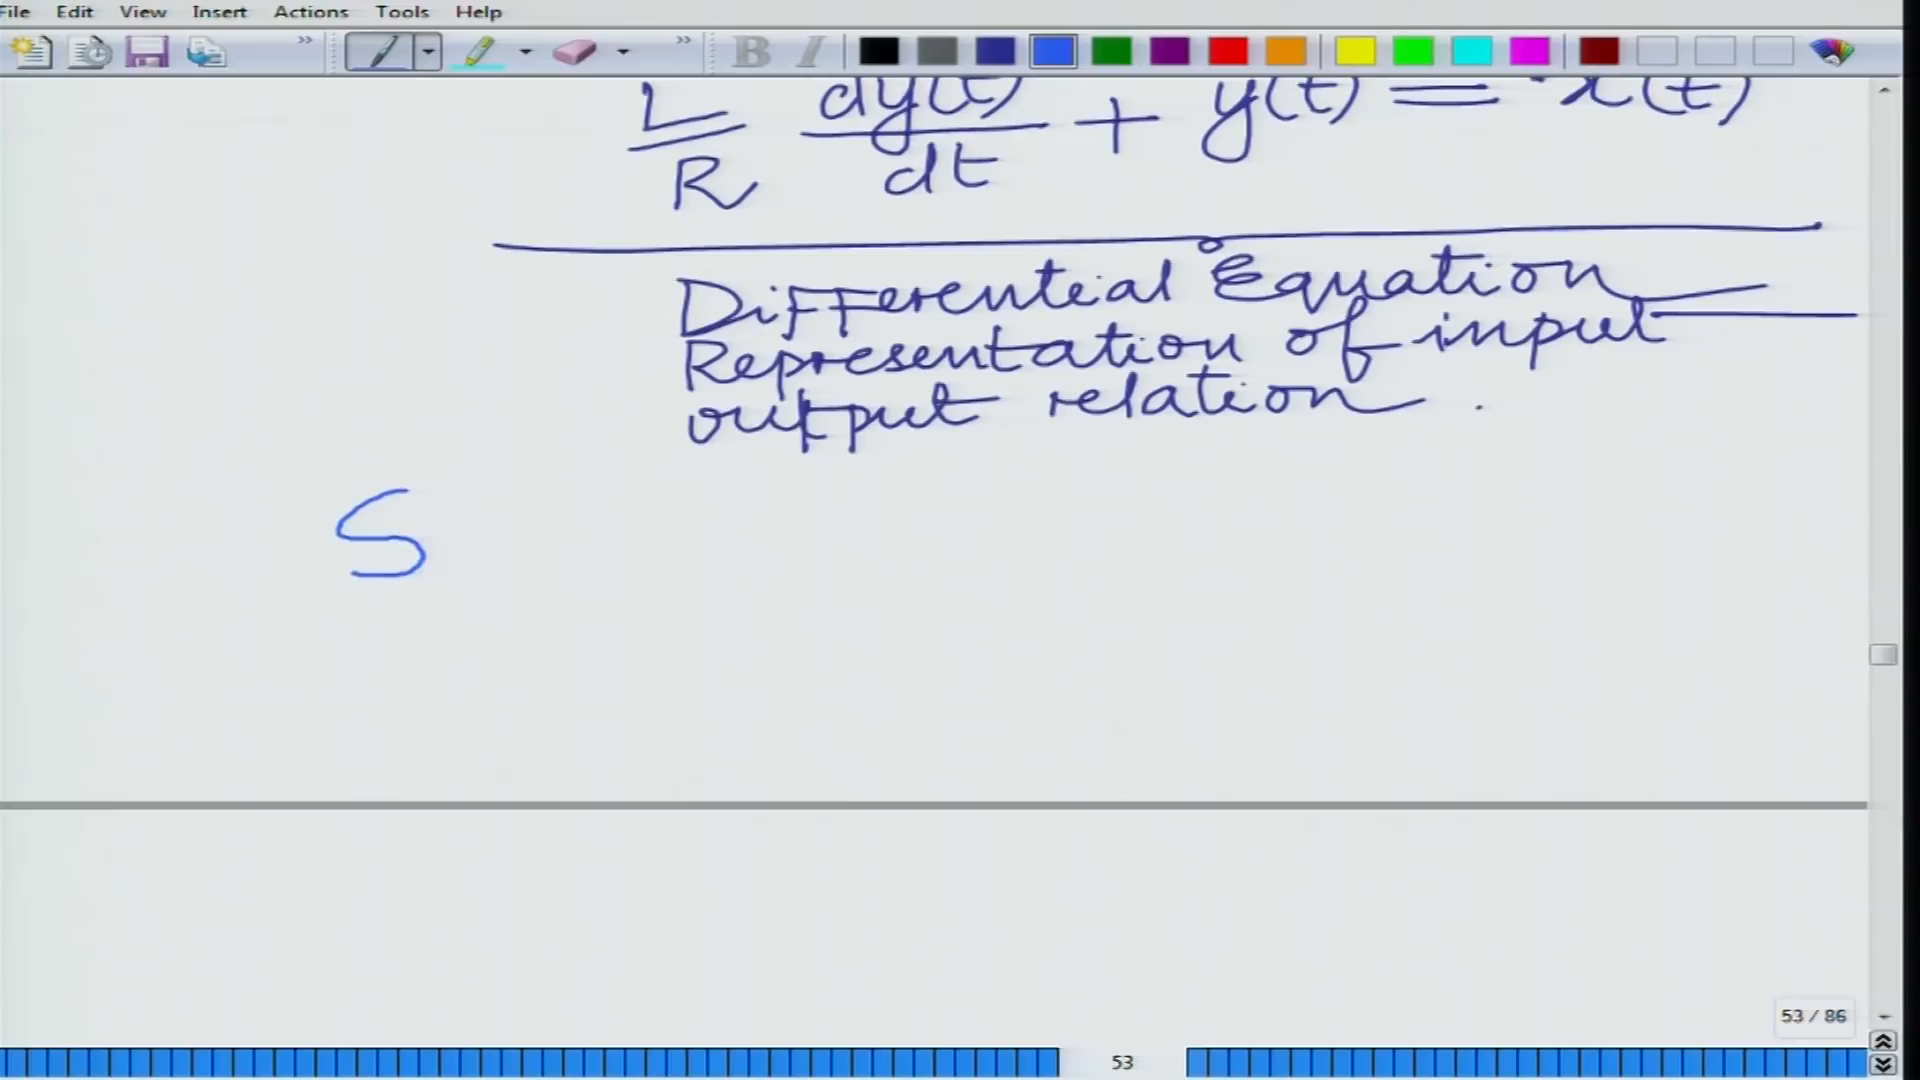 File Edit View Insert Actions Tools Help
B I
L/R dy(t)/dt + y(t) = x(t)
Differential Equation
Representation of input
output relation.
S
53 / 86
53